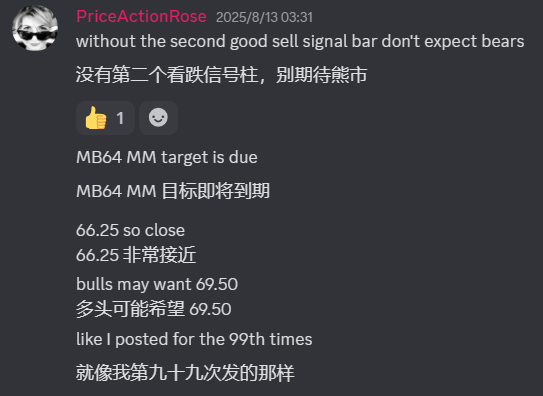 PriceActionRose 2025/8/13 03:31
without the second good sell signal bar don't expect bears
没有第二个看跌信号柱，别期待熊市
👍 1
MB64 MM target is due
MB64 MM 目标即将到期
66.25 so close
66.25 非常接近
bulls may want 69.50
多头可能希望 69.50
like I posted for the 99th times
就像我第九十九次发的那样